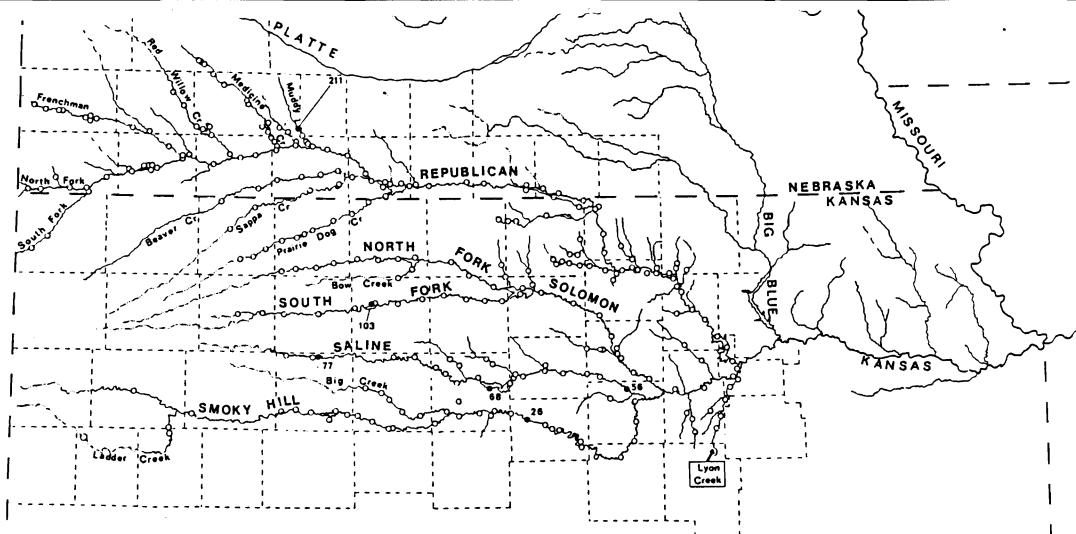 PLATTE
Red Willow Cr
Medicine Cr
Muddy
211
Frenchman
MISSOURI
North Fork
REPUBLICAN
NEBRASKA
KANSAS
South Fork
Beaver Cr
Sappa Cr
Prairie Dog Cr
BIG BLUE
NORTH FORK
Bow Creek
SOLOMON
SOUTH FORK
103
SALINE
77
KANSAS
Big Creek
68
56
SMOKY HILL
26
Ladder Creek
Lyon
Creek